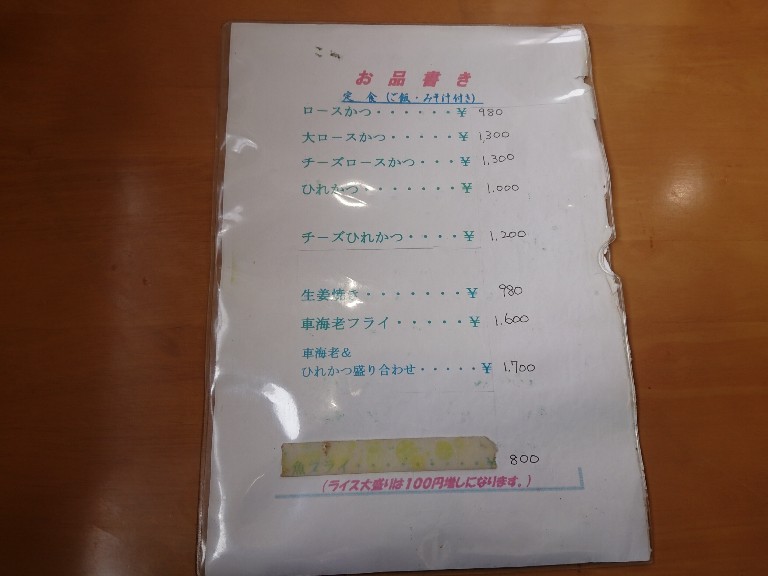 お品書き
定 食(ご飯・みそ汁付き)
ロースかつ・・・・・・¥ 980
大ロースかつ・・・・・¥ 1,300
チーズロースかつ・・・¥ 1,300
ひれかつ・・・・・・・¥ 1,000
チーズひれかつ・・・・¥ 1,200
生姜焼き・・・・・・・¥ 980
車海老フライ・・・・・¥ 1,600
車海老&
ひれかつ盛り合わせ・・・・・¥ 1,700
魚フライ・・・・・・・・・¥ 800
(ライス大盛りは100円増しになります。)